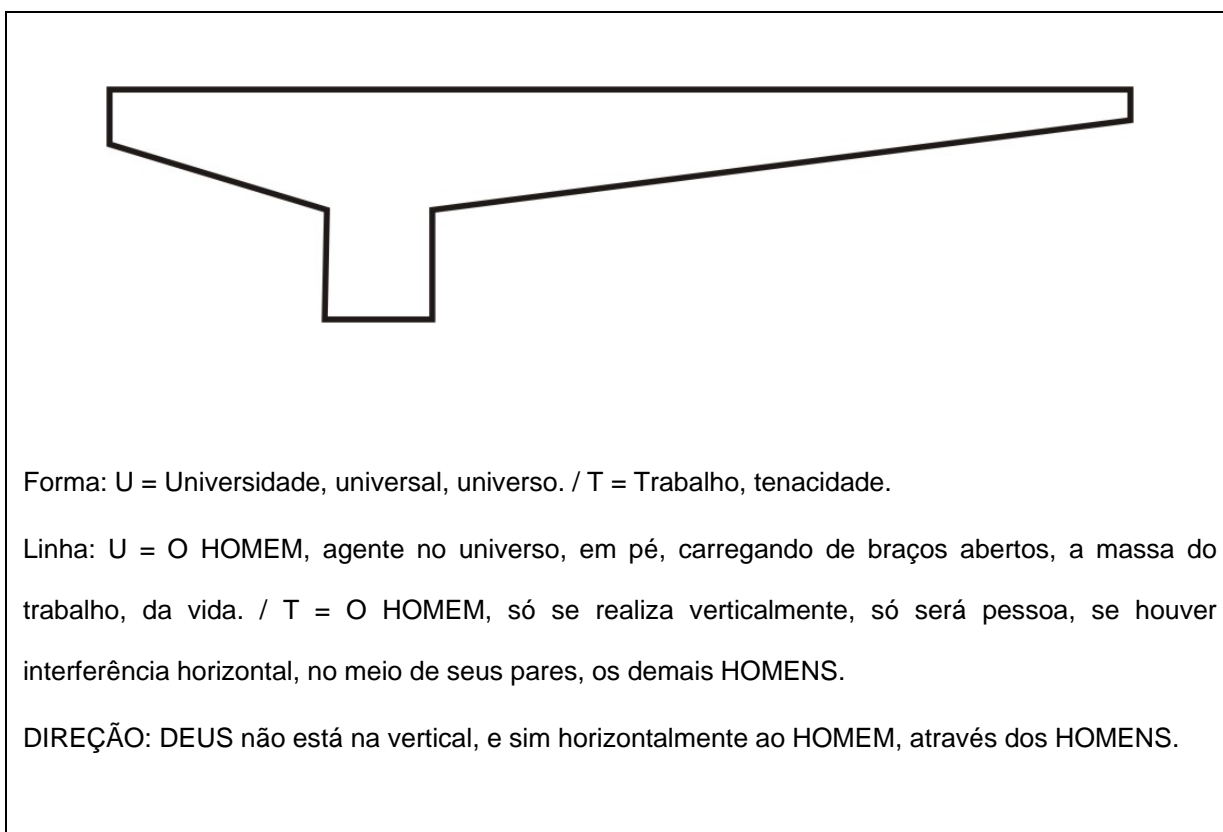 Forma: U = Universidade, universal, universo. / T = Trabalho, tenacidade.
Linha: U = O HOMEM, agente no universo, em pé, carregando de braços abertos, a massa do
trabalho, da vida. / T = O HOMEM, só se realiza verticalmente, só será pessoa, se houver
interferência horizontal, no meio de seus pares, os demais HOMENS.
DIREÇÃO: DEUS não está na vertical, e sim horizontalmente ao HOMEM, através dos HOMENS.